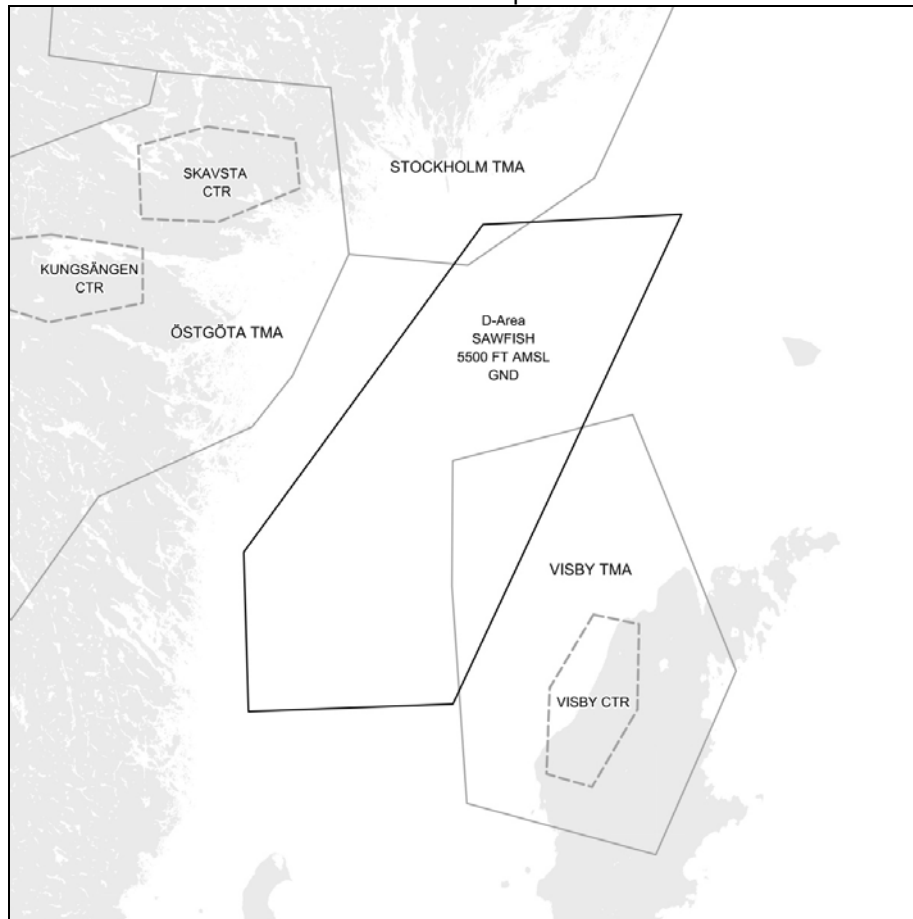 STOCKHOLM TMA
SKAVSTA
CTR
KUNGSÄNGEN
CTR
ÖSTGÖTA TMA
D-Area
SAWFISH
5500 FT AMSL
GND
VISBY TMA
VISBY CTR